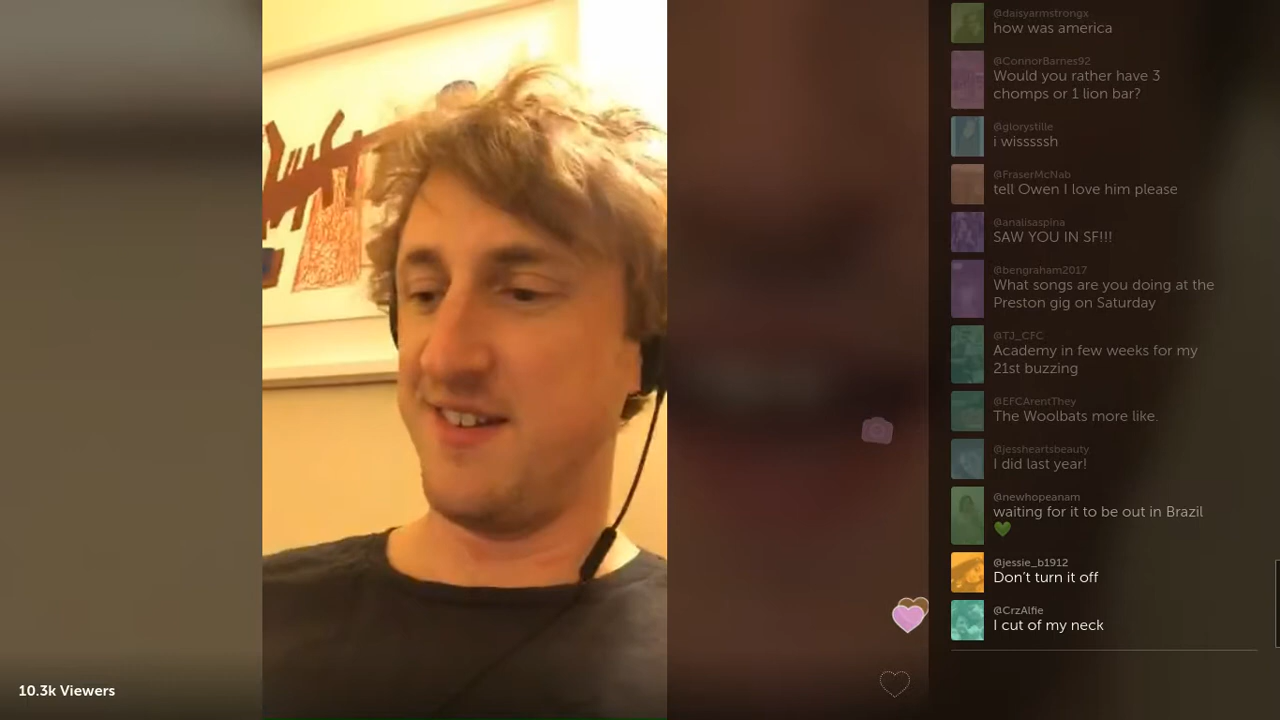 @daisyarmstrongx
how was america
@ConnorBarnes92
Would you rather have 3
chomps or 1 lion bar?
@glorystille
i wisssssh
@FraserMcNab
tell Owen I love him please
@analisaspina
SAW YOU IN SF!!!
@bengraham2017
What songs are you doing at the
Preston gig on Saturday
@TJ_CFC
Academy in few weeks for my
21st buzzing
@EFCArentThey
The Woolbats more like.
@jessheartsbeauty
I did last year!
@newhopeanam
waiting for it to be out in Brazil
💚
@jessie_b1912
Don't turn it off
@CrzAlfie
I cut of my neck
10.3k Viewers